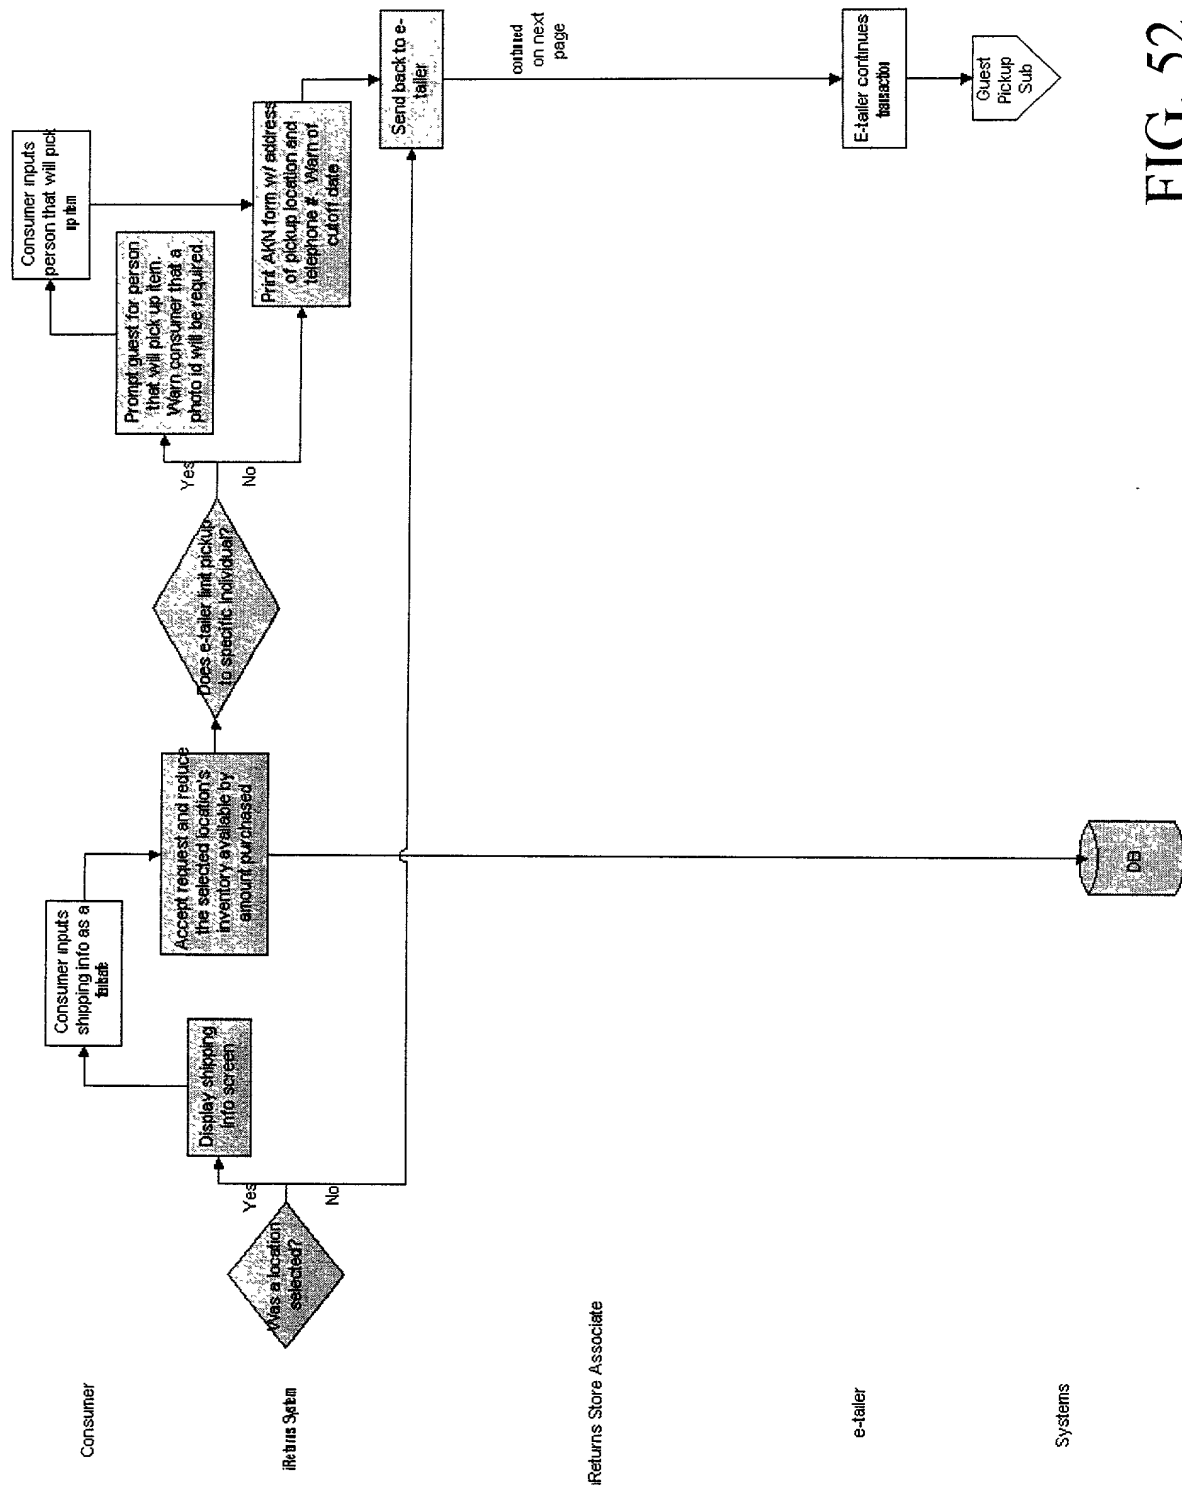 Consumer
iReturns System
iReturns Store Associate
e-tailer
Systems
Was a location
selected?
Yes
No
Display shipping
info screen
Consumer inputs
shipping info as a
failsafe
Accept request and reduce
the selected location's
inventory available by
amount purchased
DB
Does e-tailer limit pickup
to specific individual?
Yes
No
Prompt guest for person
that will pick up item.
Warn consumer that a
photo id will be required.
Consumer inputs
person that will pick
up item
Print AKN form w/ address
of pickup location and
telephone #. Warn of
cutoff date.
Send back to e-
tailer
continued
on next
page
E-tailer continues
transaction
Guest
Pickup
Sub
FIG. 52